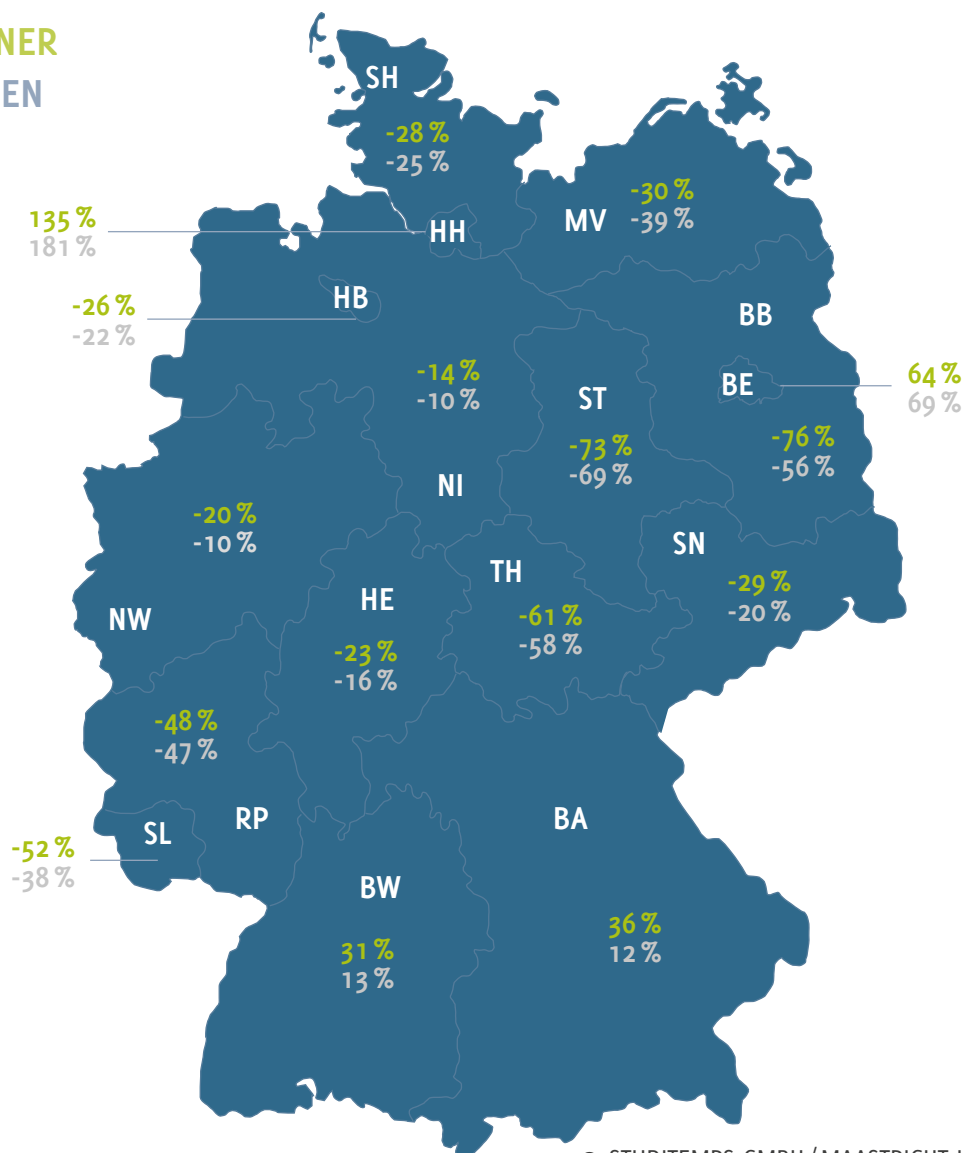 NER
EN
SH
-28 %
-25 %
-30 %
MV
-39 %
135 %
181 %
HH
HB
-26 %
-22 %
BB
-14 %
-10 %
ST
BE
64 %
69 %
-73 %
-69 %
-76 %
-56 %
NI
-20 %
-10 %
SN
TH
-29 %
-20 %
HE
NW
-61 %
-58 %
-23 %
-16 %
-48 %
-47 %
RP
BA
SL
-52 %
-38 %
BW
31 %
13 %
36 %
12 %